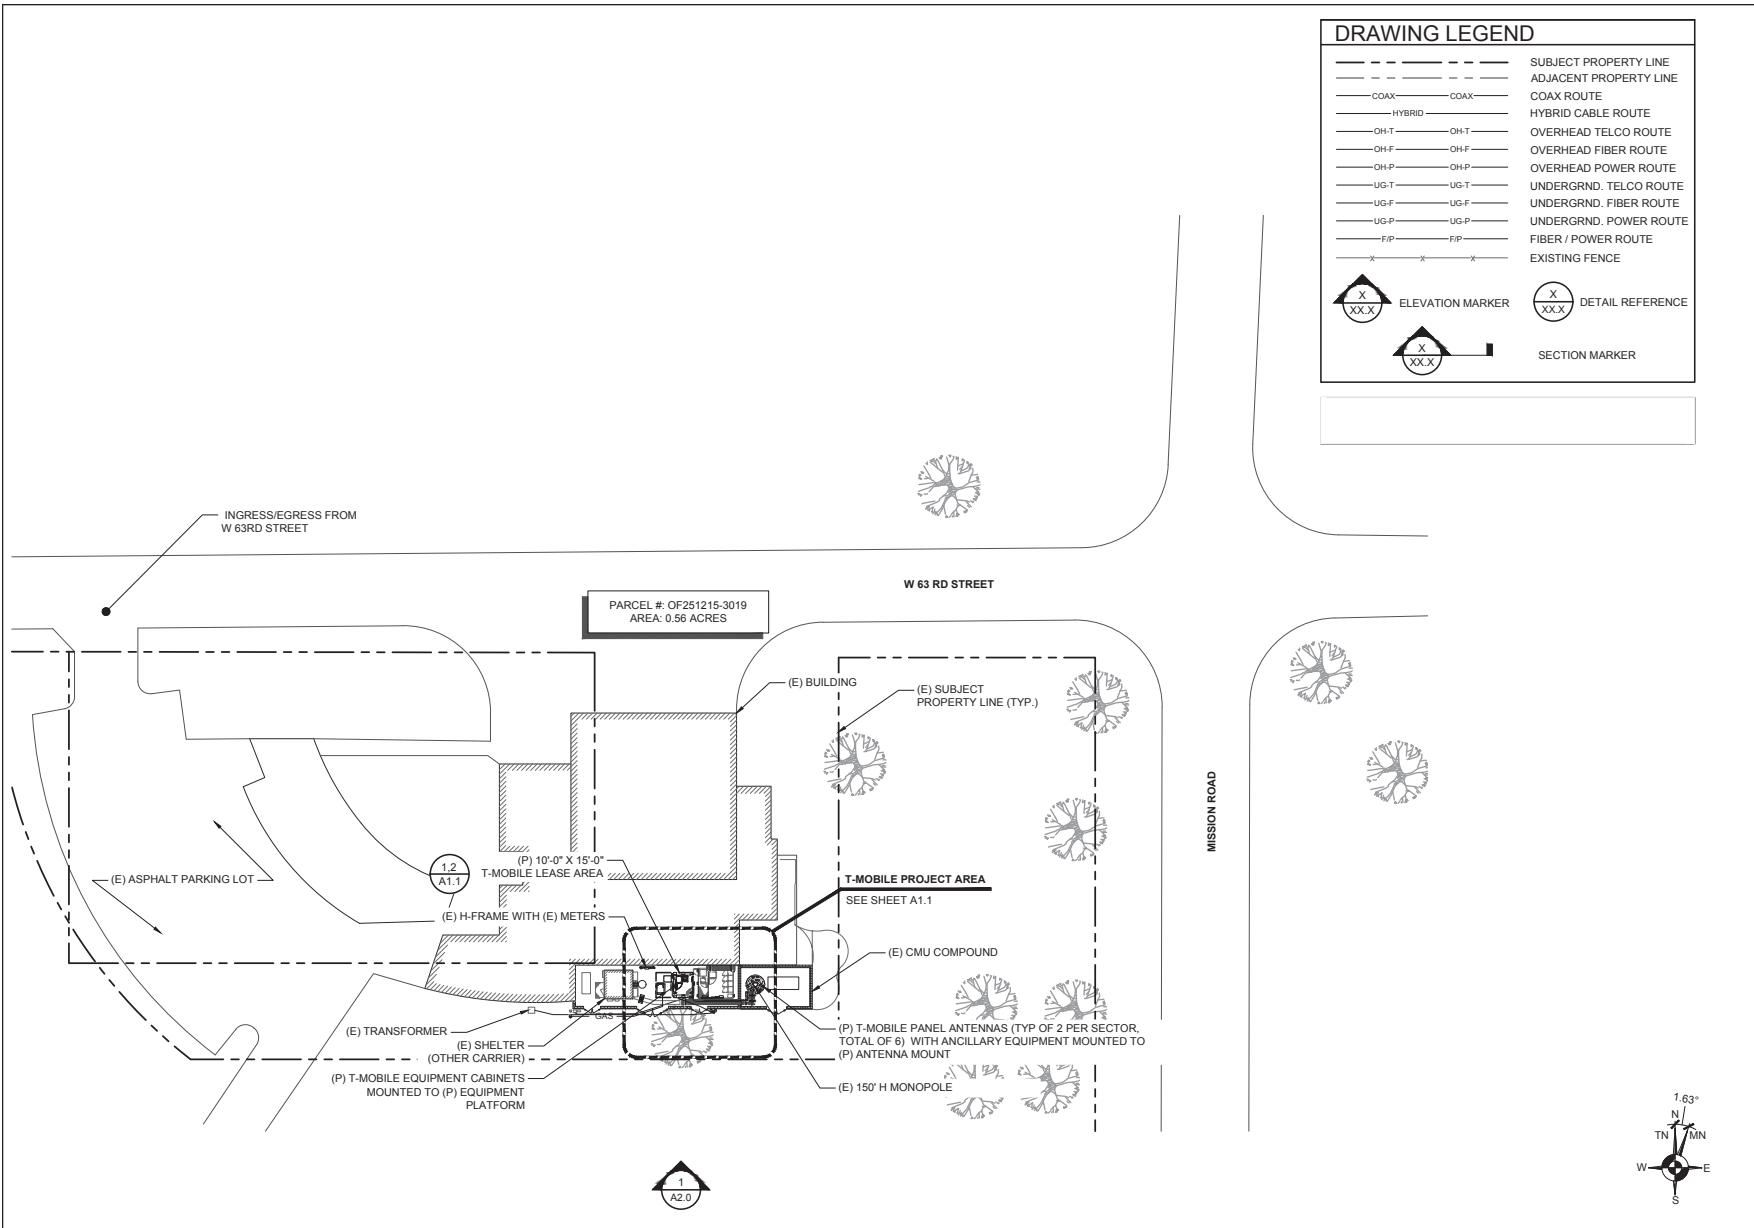 DRAWING LEGEND
SUBJECT PROPERTY LINE
ADJACENT PROPERTY LINE
COAX COAX COAX ROUTE
HYBRID HYBRID CABLE ROUTE
OH-T OH-T OVERHEAD TELCO ROUTE
OH-F OH-F OVERHEAD FIBER ROUTE
OH-P OH-P OVERHEAD POWER ROUTE
UG-T UG-T UNDERGRND. TELCO ROUTE
UG-F UG-F UNDERGRND. FIBER ROUTE
UG-P UG-P UNDERGRND. POWER ROUTE
F/P F/P FIBER / POWER ROUTE
X X X EXISTING FENCE
X
XX.X
ELEVATION MARKER
X
XX.X
DETAIL REFERENCE
X
XX.X
SECTION MARKER
INGRESS/EGRESS FROM
W 63RD STREET
W 63 RD STREET
PARCEL #: OF251215-3019
AREA: 0.56 ACRES
(E) BUILDING
(E) SUBJECT
PROPERTY LINE (TYP.)
MISSION ROAD
(E) ASPHALT PARKING LOT
1,2
A1.1
(P) 10'-0" X 15'-0"
T-MOBILE LEASE AREA
T-MOBILE PROJECT AREA
SEE SHEET A1.1
(E) H-FRAME WITH (E) METERS
(E) CMU COMPOUND
GAS
(E) TRANSFORMER
(E) SHELTER
(OTHER CARRIER)
(P) T-MOBILE EQUIPMENT CABINETS
MOUNTED TO (P) EQUIPMENT
PLATFORM
(P) T-MOBILE PANEL ANTENNAS (TYP OF 2 PER SECTOR,
TOTAL OF 6) WITH ANCILLARY EQUIPMENT MOUNTED TO
(P) ANTENNA MOUNT
(E) 150' H MONOPOLE
1
A2.0
1.63°
N
TN MN
W E
S